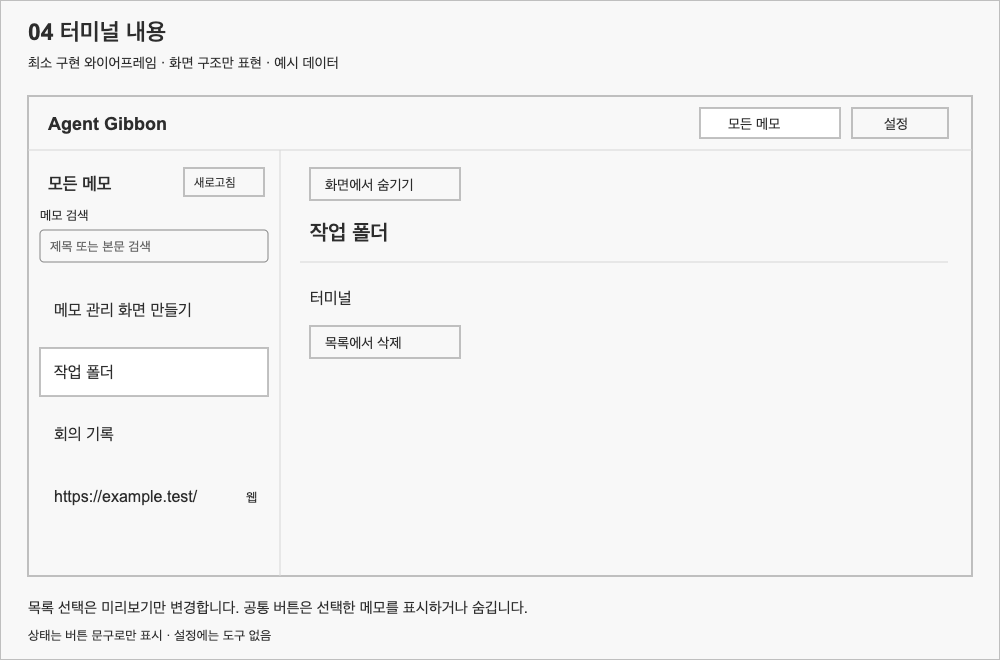 04 터미널 내용
최소 구현 와이어프레임 · 화면 구조만 표현 · 예시 데이터
Agent Gibbon
모든 메모
설정
모든 메모
새로고침
메모 검색
제목 또는 본문 검색
메모 관리 화면 만들기
작업 폴더
회의 기록
https://example.test/ 웹
화면에서 숨기기
작업 폴더
터미널
목록에서 삭제
목록 선택은 미리보기만 변경합니다. 공통 버튼은 선택한 메모를 표시하거나 숨깁니다.
상태는 버튼 문구로만 표시 · 설정에는 도구 없음